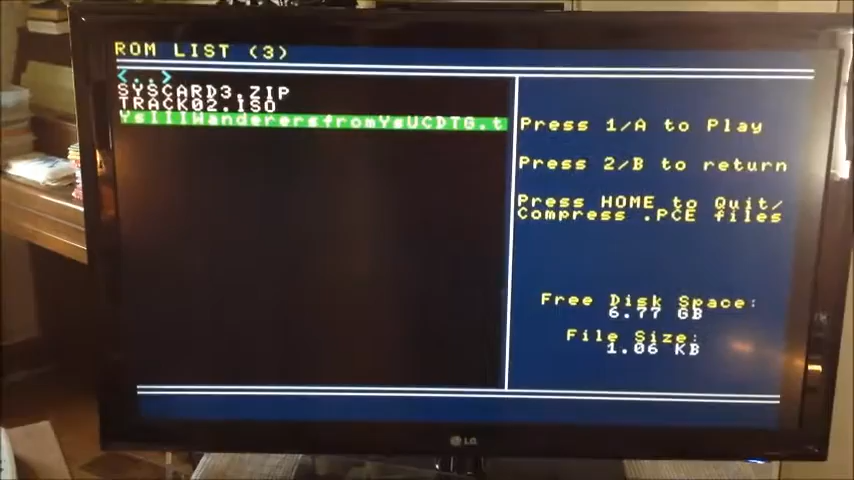 ROM LIST (3)
<..>
SYSCARD3.ZIP
TRACK02.ISO
YsIIIWanderersfromYsUCDTG.t
Press 1/A to Play
Press 2/B to return
Press HOME to Quit/
Compress .PCE files
Free Disk Space:
6.77 GB
File Size:
1.06 KB
LG